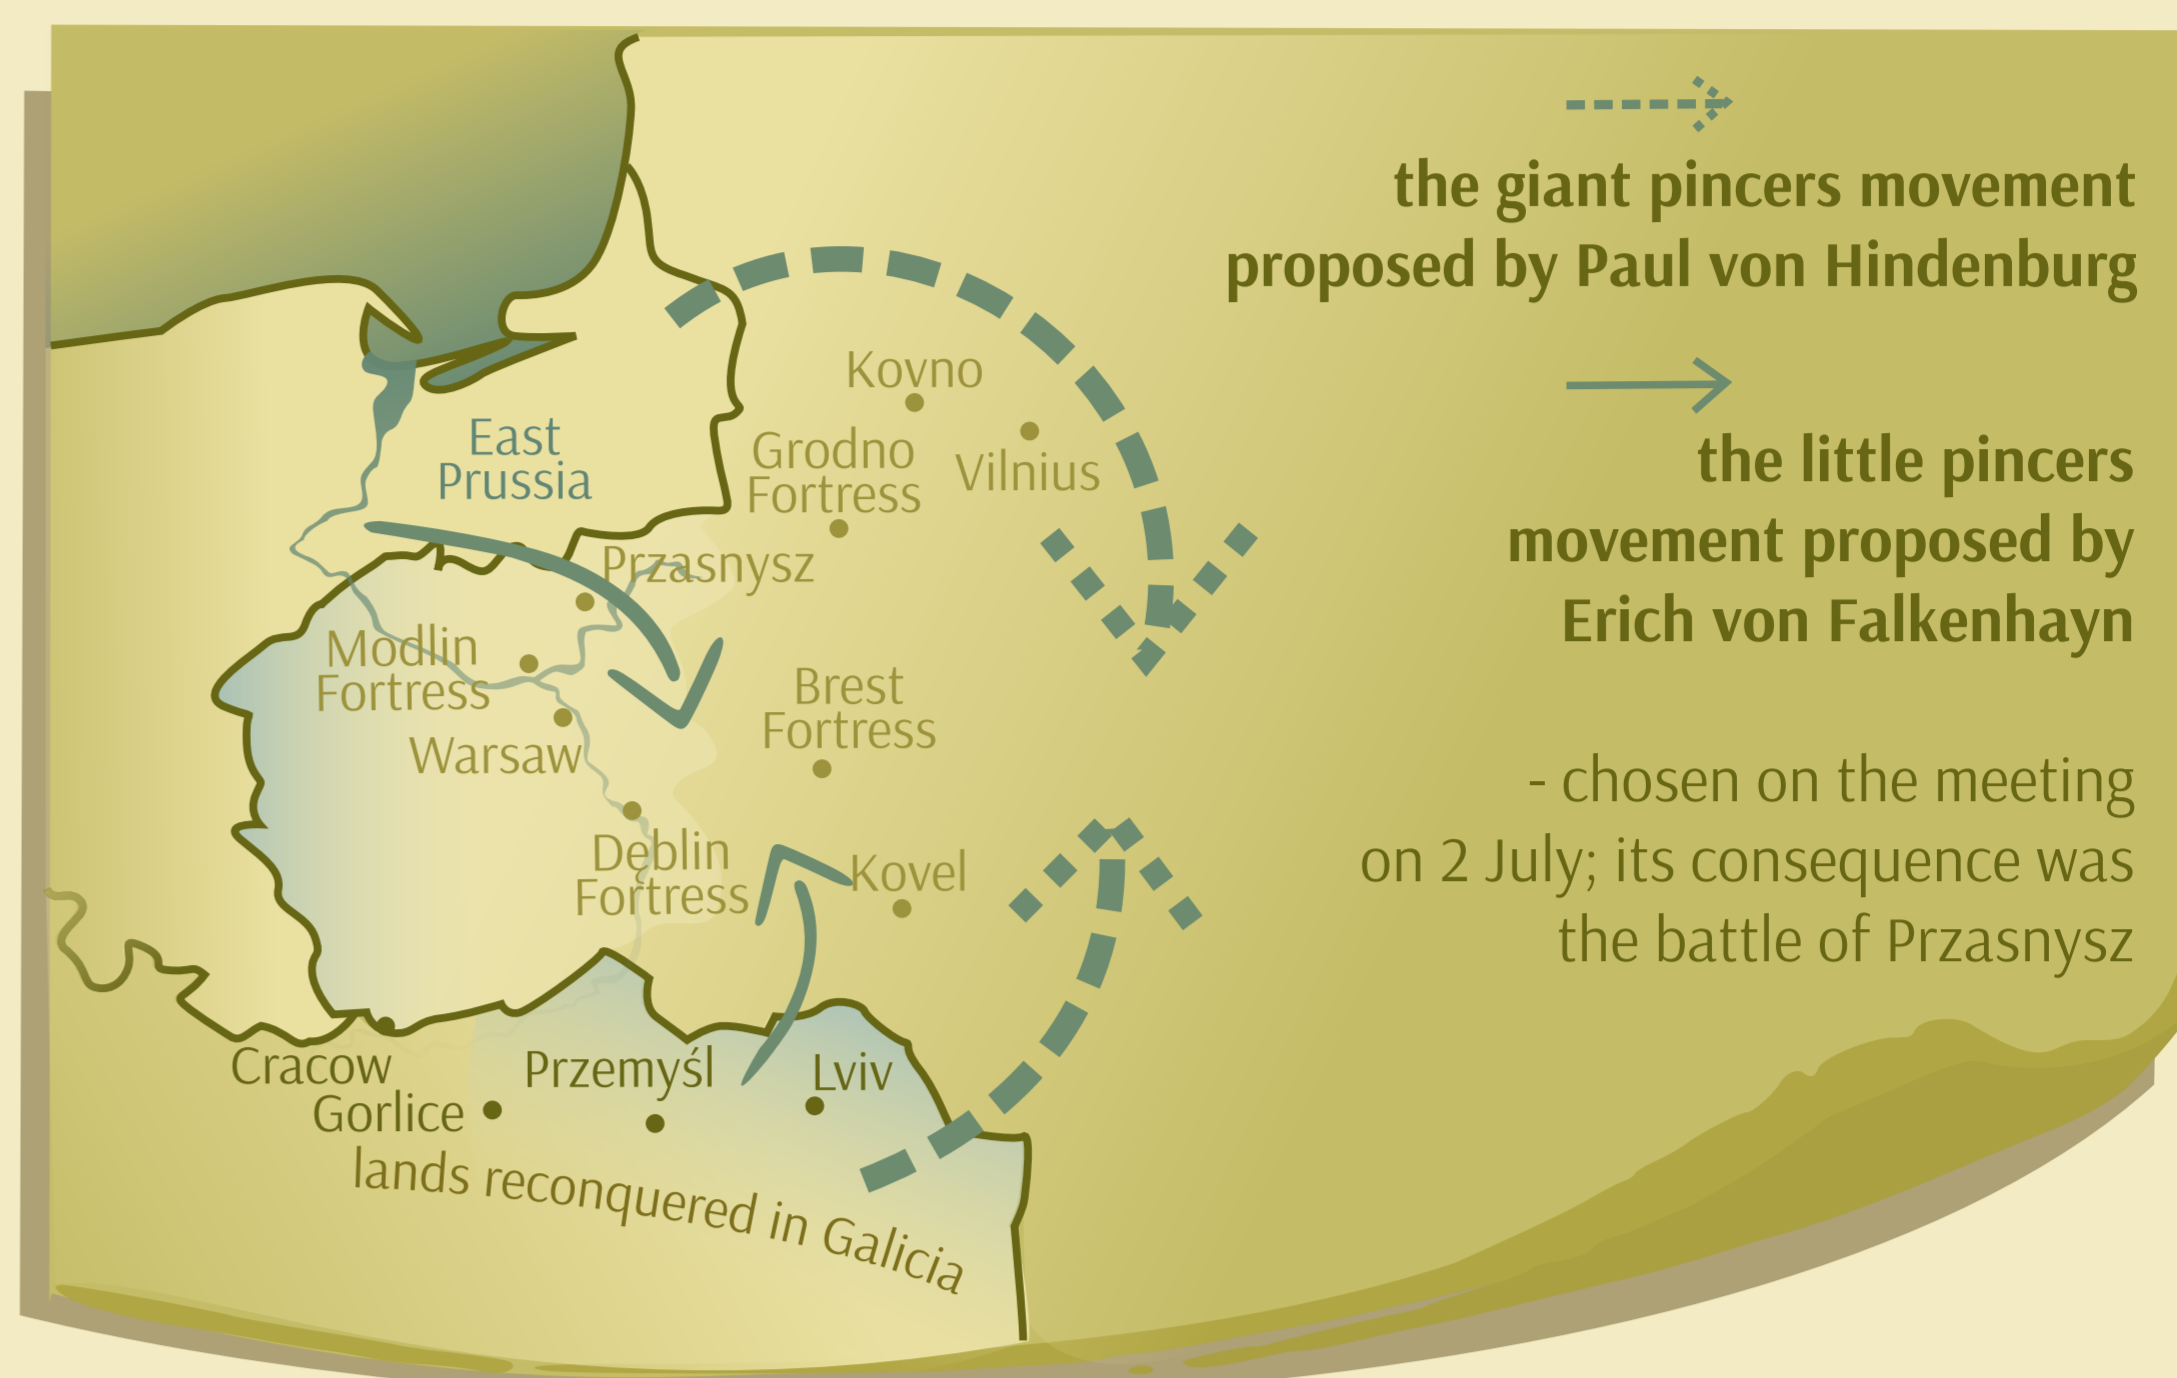 the giant pincers movement
proposed by Paul von Hindenburg
the little pincers
movement proposed by
Erich von Falkenhayn
- chosen on the meeting
on 2 July; its consequence was
the battle of Przasnysz
Kovno
Grodno
Fortress
Vilnius
East
Prussia
Przasnysz
Modlin
Fortress
Warsaw
Brest
Fortress
Dęblin
Fortress
Kovel
Cracow
Gorlice
Przemyśl
Lviv
lands reconquered in Galicia